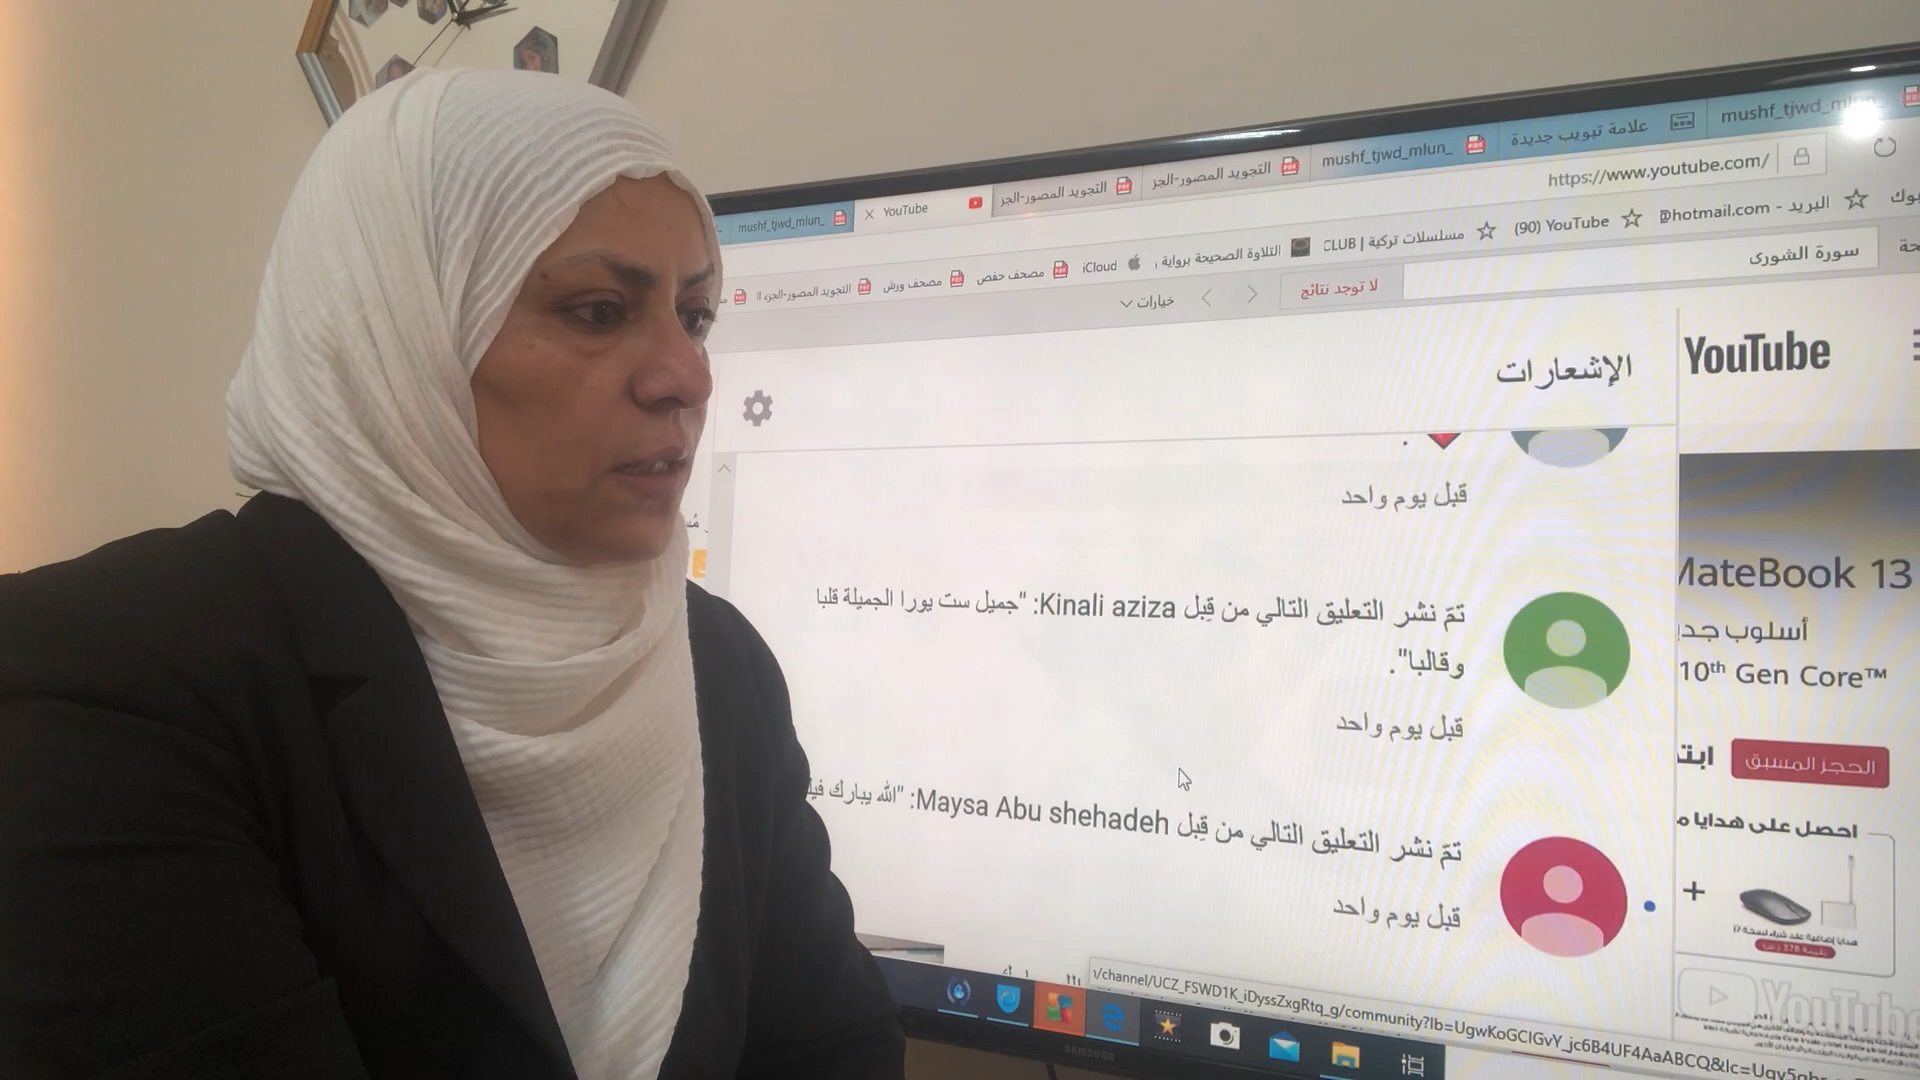 mushf_tjwd_mlun_
علامة تبويب جديدة
mushf_tjwd_mlun_
التجويد المصور-الجز
التجويد المصور-الجز
YouTube
mushf_tjwd_mlun_
https://www.youtube.com/
البريد - hotmail.com@
(90) YouTube
مسلسلات تركية | CLUB
التلاوة الصحيحة برواية
iCloud
مصحف حفص
مصحف ورش
التجويد المصور-الجزء ال
سورة الشورى
لا توجد نتائج
خيارات
YouTube
الإشعارات
قبل يوم واحد
تمّ نشر التعليق التالي من قِبل Kinali aziza: "جميل ست يورا الجميلة قلبا
وقالبا".
قبل يوم واحد
تمّ نشر التعليق التالي من قِبل Maysa Abu shehadeh: "الله يبارك
قبل يوم واحد
MateBook 13
أسلوب
10th Gen Core™
الحجز المسبق
احصل على هدايا
+
YouTube
/channel/UCZ_FSWD1K_iDyssZxgRtq_g/community?lb=UgwKoGCIGvY_jc6B4UF4AaABCQ&lc=
SAMSUNG